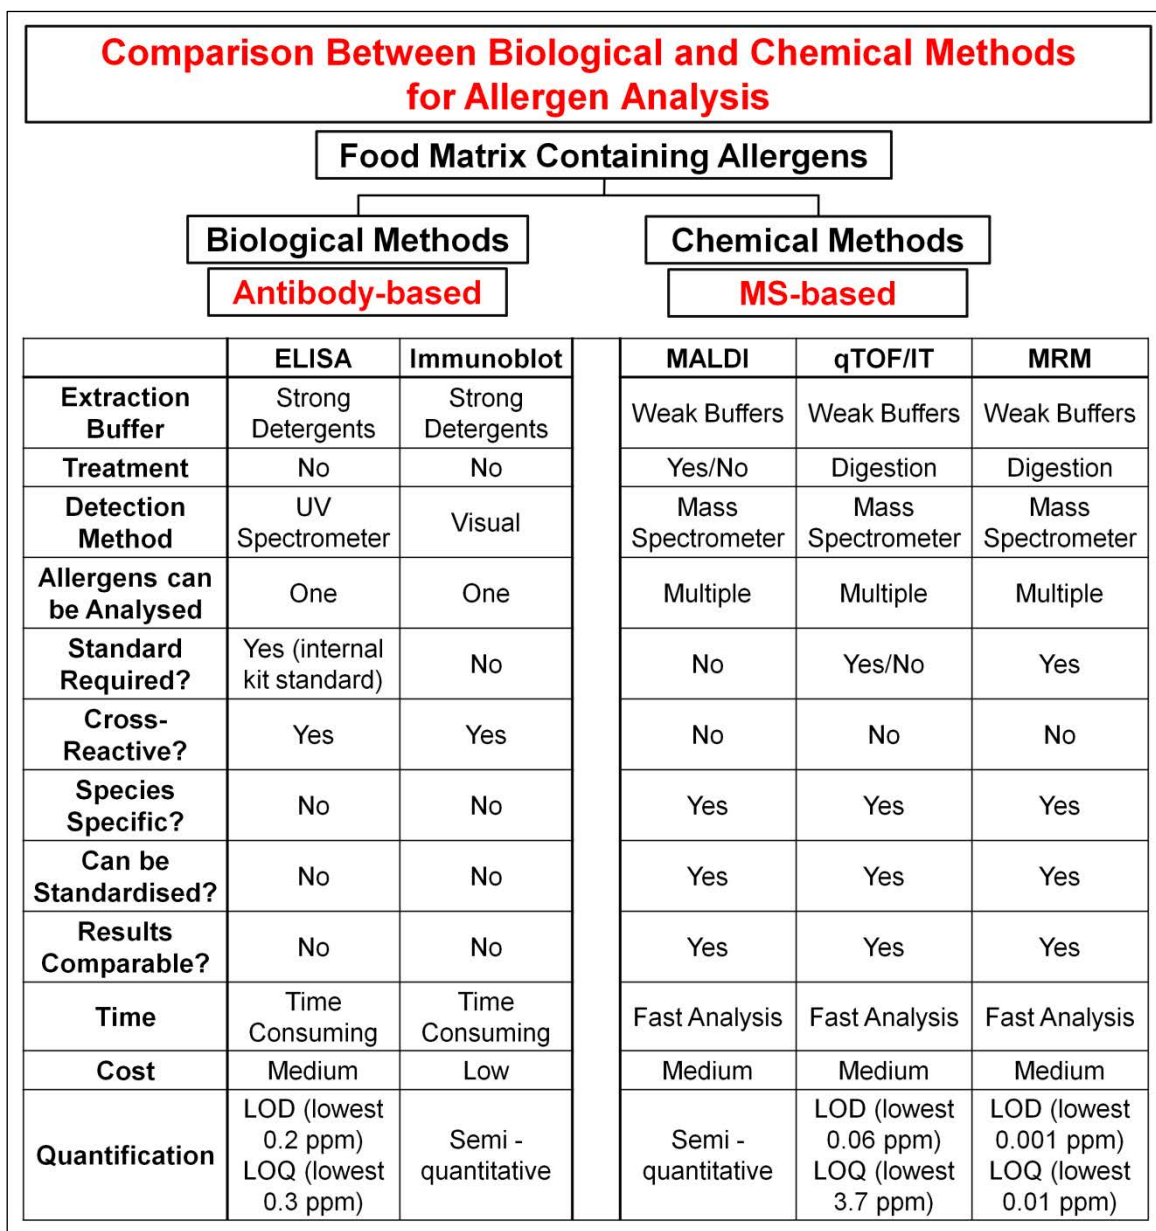 Comparison Between Biological and Chemical Methods
for Allergen Analysis
Food Matrix Containing Allergens
Biological Methods
Chemical Methods
Antibody-based
MS-based
ELISA Immunoblot MALDI qTOF/IT MRM
Extraction
Buffer
Strong
Detergents
Strong
Detergents
Weak Buffers
Weak Buffers
Weak Buffers
Treatment
No
No
Yes/No
Digestion
Digestion
Detection
Method
UV
Spectrometer
Visual
Mass
Spectrometer
Mass
Spectrometer
Mass
Spectrometer
Allergens can
be Analysed
One
One
Multiple
Multiple
Multiple
Standard
Required?
Yes (internal
kit standard)
No
No
Yes/No
Yes
Cross-
Reactive?
Yes
Yes
No
No
No
Species
Specific?
No
No
Yes
Yes
Yes
Can be
Standardised?
No
No
Yes
Yes
Yes
Results
Comparable?
No
No
Yes
Yes
Yes
Time
Time
Consuming
Time
Consuming
Fast Analysis
Fast Analysis
Fast Analysis
Cost
Medium
Low
Medium
Medium
Medium
Quantification
LOD (lowest
0.2 ppm)
LOQ (lowest
0.3 ppm)
Semi -
quantitative
Semi -
quantitative
LOD (lowest
0.06 ppm)
LOQ (lowest
3.7 ppm)
LOD (lowest
0.001 ppm)
LOQ (lowest
0.01 ppm)